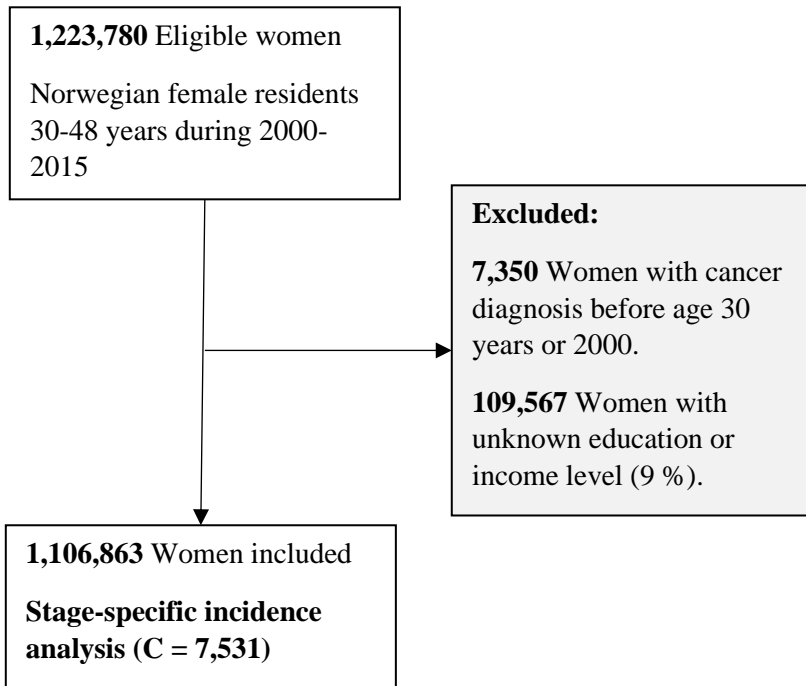 1,223,780 Eligible women
Norwegian female residents
30-48 years during 2000-
2015
Excluded:
7,350 Women with cancer
diagnosis before age 30
years or 2000.
109,567 Women with
unknown education or
income level (9 %).
1,106,863 Women included
Stage-specific incidence
analysis (C = 7,531)